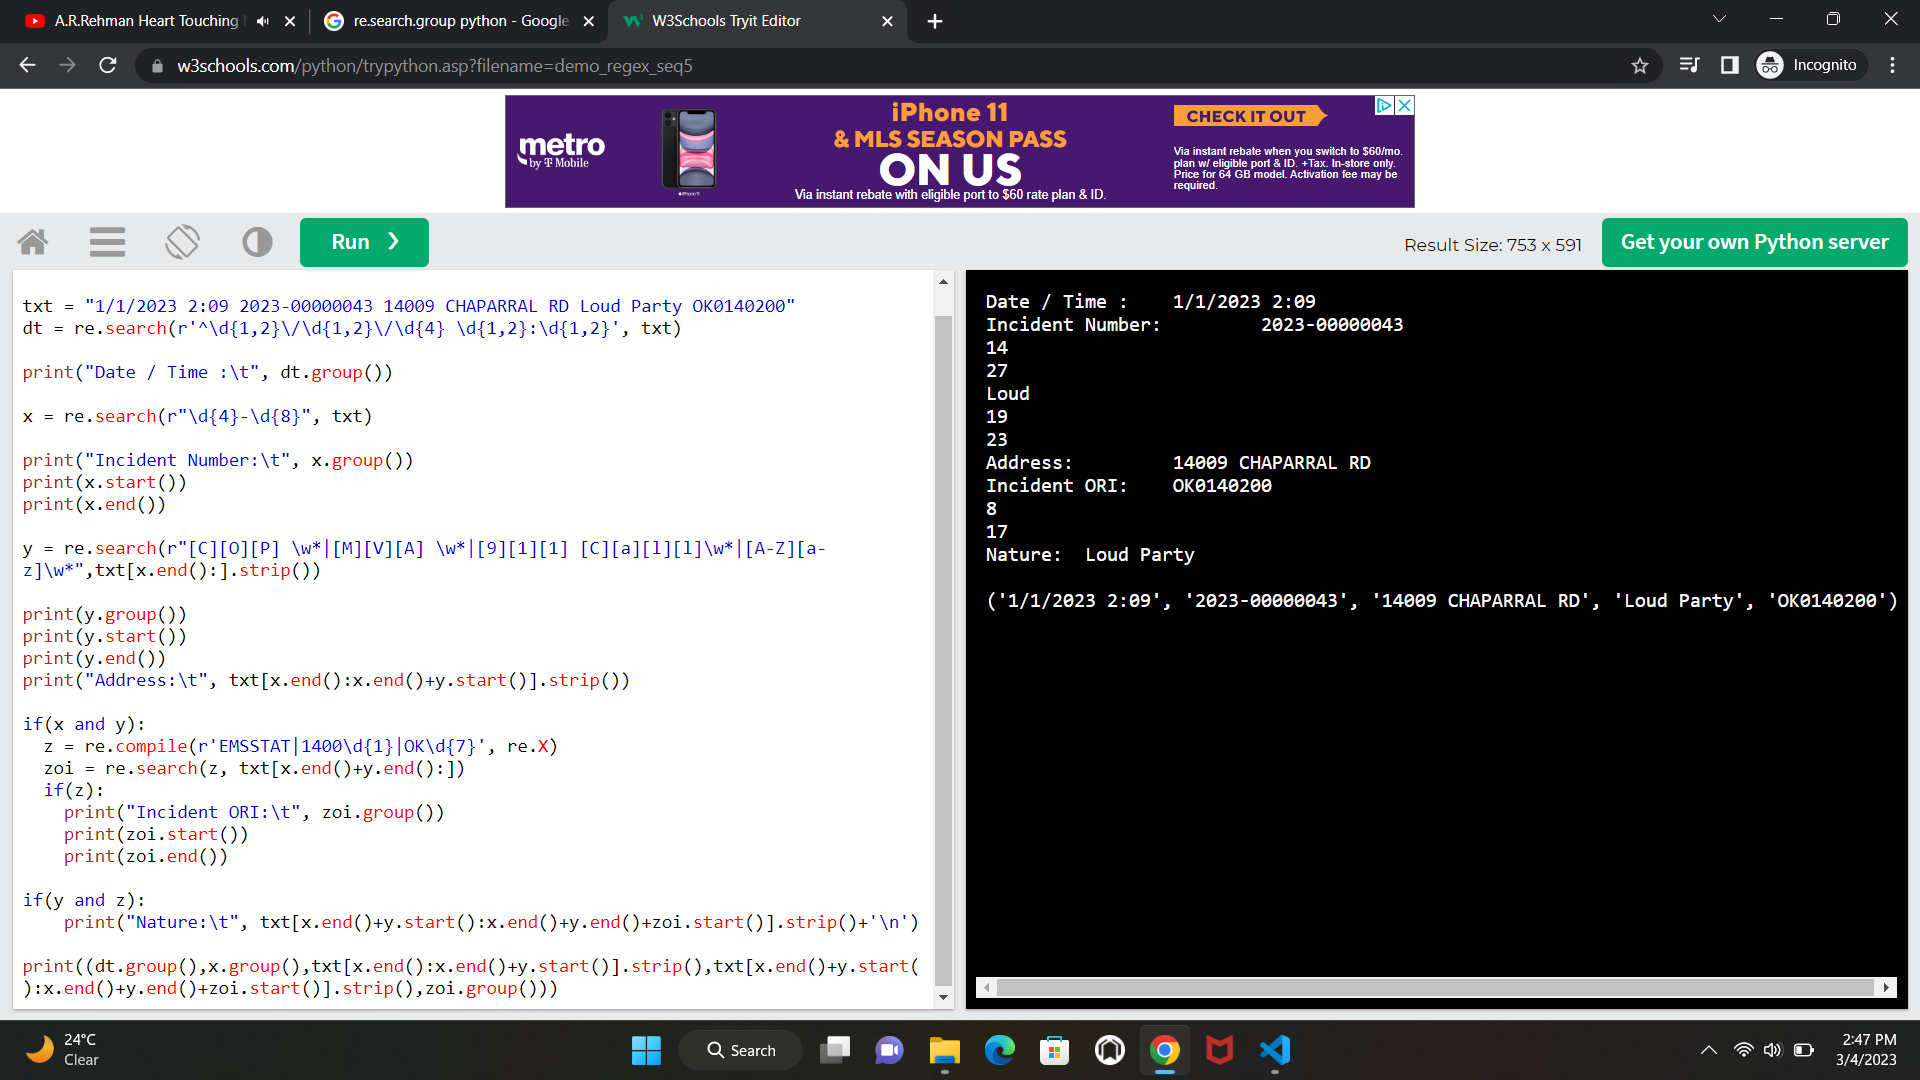 A.R.Rehman Heart Touching
re.search.group python - Google
W3Schools Tryit Editor
w3schools.com/python/trypython.asp?filename=demo_regex_seq5
Incognito
metro
by T Mobile
iPhone 11
iPhone 11
& MLS SEASON PASS
ON US
Via instant rebate with eligible port to $60 rate plan & ID.
CHECK IT OUT
Via instant rebate when you switch to $60/mo.
plan w/ eligible port & ID. +Tax. In-store only.
Price for 64 GB model. Activation fee may be
required.
Run ❯
Result Size: 753 x 591
Get your own Python server
txt = "1/1/2023 2:09 2023-00000043 14009 CHAPARRAL RD Loud Party OK0140200"
dt = re.search(r'^\d{1,2}\/\d{1,2}\/\d{4} \d{1,2}:\d{1,2}', txt)
print("Date / Time :\t", dt.group())
x = re.search(r"\d{4}-\d{8}", txt)
print("Incident Number:\t", x.group())
print(x.start())
print(x.end())
y = re.search(r"[C][O][P] \w*|[M][V][A] \w*|[9][1][1] [C][a][l][l]\w*|[A-Z][a-
z]\w*",txt[x.end():].strip())
print(y.group())
print(y.start())
print(y.end())
print("Address:\t", txt[x.end():x.end()+y.start()].strip())
if(x and y):
  z = re.compile(r'EMSSTAT|1400\d{1}|OK\d{7}', re.X)
  zoi = re.search(z, txt[x.end()+y.end():])
  if(z):
    print("Incident ORI:\t", zoi.group())
    print(zoi.start())
    print(zoi.end())
if(y and z):
    print("Nature:\t", txt[x.end()+y.start():x.end()+y.end()+zoi.start()].strip()+'\n')
print((dt.group(),x.group(),txt[x.end():x.end()+y.start()].strip(),txt[x.end()+y.start(
):x.end()+y.end()+zoi.start()].strip(),zoi.group()))
Date / Time :    1/1/2023 2:09
Incident Number:         2023-00000043
14
27
Loud
19
23
Address:         14009 CHAPARRAL RD
Incident ORI:    OK0140200
8
17
Nature:  Loud Party
('1/1/2023 2:09', '2023-00000043', '14009 CHAPARRAL RD', 'Loud Party', 'OK0140200')
24°C
Clear
Search
2:47 PM
3/4/2023